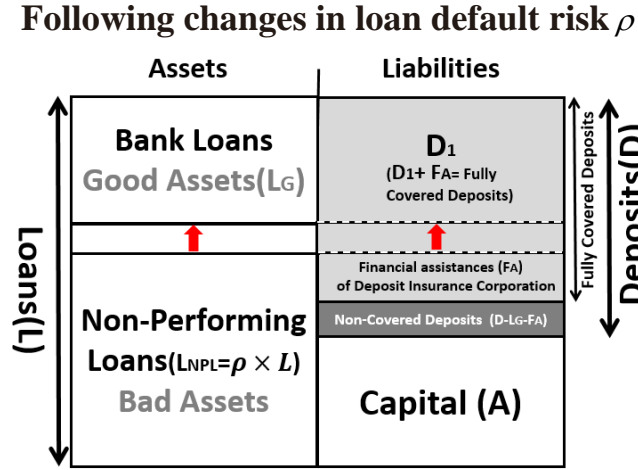 Following changes in loan default risk ρ
Assets
Liabilities
Loans(L)
Bank Loans
Good Assets(LG)
Non-Performing
Loans(LNPL=ρ × L)
Bad Assets
D1
(D1+ FA= Fully
Covered Deposits)
Financial assistances (FA)
of Deposit Insurance Corporation
Non-Covered Deposits (D-LG-FA)
Capital (A)
Fully Covered Deposits
Deposits(D)